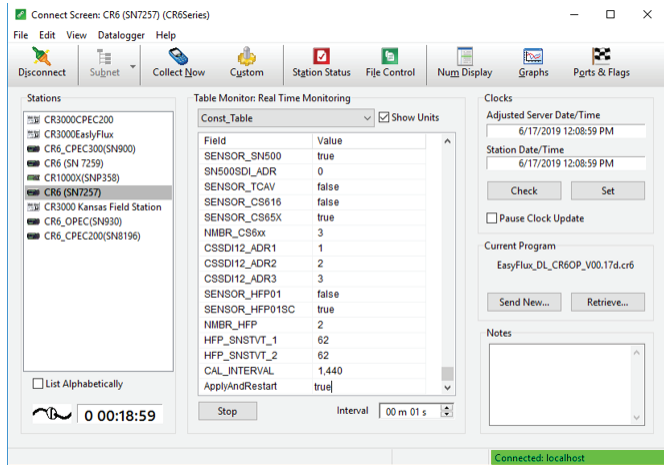 Connect Screen: CR6 (SN7257) (CR6Series)
File Edit View Datalogger Help
Disconnect Subnet Collect Now Custom Station Status File Control Num Display Graphs Ports & Flags
Stations
CR3000CPEC200
CR3000EaslyFlux
CR6_CPEC300(SN900)
CR6 (SN 7259)
CR1000X(SNP358)
CR6 (SN7257)
CR3000 Kansas Field Station
CR6_OPEC(SN930)
CR6_CPEC200(SN8196)
List Alphabetically
0 00:18:59
Table Monitor: Real Time Monitoring
Const_Table Show Units
Field Value
SENSOR_SN500 true
SN500SDI_ADR 0
SENSOR_TCAV false
SENSOR_CS616 false
SENSOR_CS65X true
NMBR_CS6xx 3
CSSDI12_ADR1 1
CSSDI12_ADR2 2
CSSDI12_ADR3 3
SENSOR_HFP01 false
SENSOR_HFP01SC true
NMBR_HFP 2
HFP_SNSTVT_1 62
HFP_SNSTVT_2 62
CAL_INTERVAL 1,440
ApplyAndRestart true
Stop Interval 00 m 01 s
Clocks
Adjusted Server Date/Time
6/17/2019 12:08:59 PM
Station Date/Time
6/17/2019 12:08:59 PM
Check Set
Pause Clock Update
Current Program
EasyFlux_DL_CR6OP_V00.17d.cr6
Send New... Retrieve...
Notes
Connected: localhost